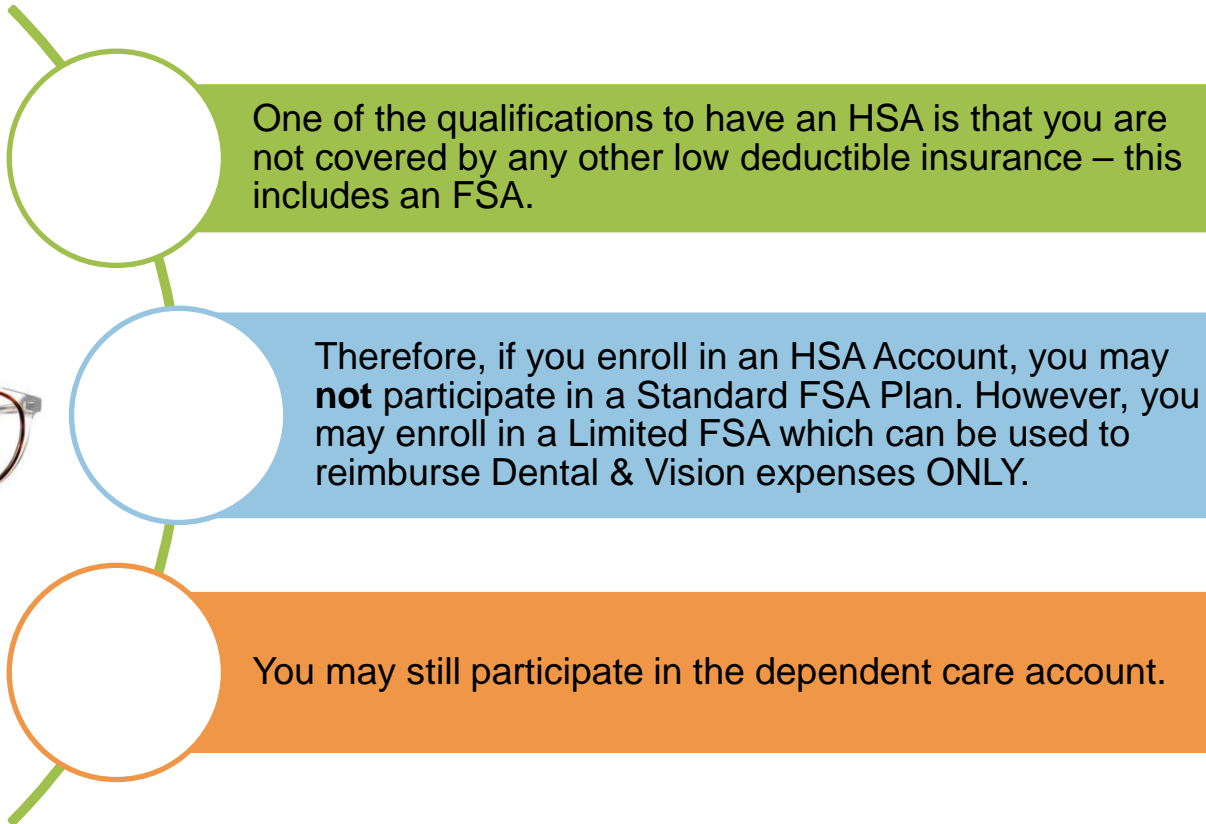 One of the qualifications to have an HSA is that you are
not covered by any other low deductible insurance – this
includes an FSA.
Therefore, if you enroll in an HSA Account, you may
not participate in a Standard FSA Plan. However, you
may enroll in a Limited FSA which can be used to
reimburse Dental & Vision expenses ONLY.
You may still participate in the dependent care account.